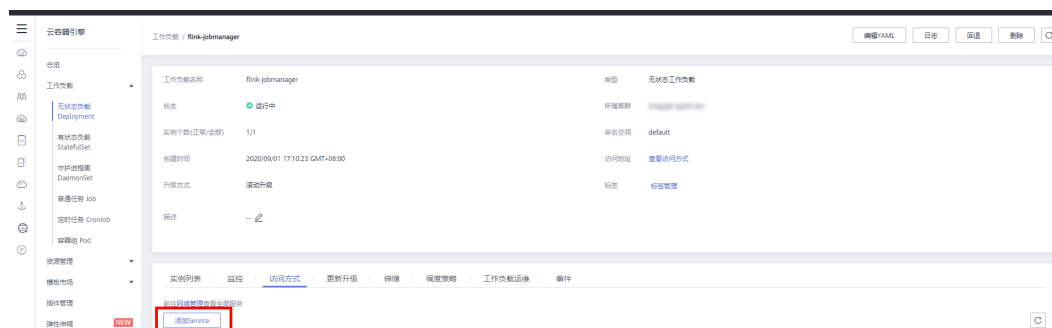 云容器引擎
工作负载 / flink-jobmanager
编辑YAML
日志
回退
删除
总览
工作负载
无状态负载
Deployment
有状态负载
StatefulSet
守护进程集
DaemonSet
普通任务 Job
定时任务 CronJob
容器组 Pod
资源管理
模板市场
插件管理
弹性伸缩 NEW
工作负载名称 flink-jobmanager
类型 无状态工作负载
状态 运行中
所属集群
实例个数(正常/全部) 1/1
命名空间 default
创建时间 2020/09/01 17:10:23 GMT+08:00
访问地址 查看访问方式
升级方式 滚动升级
标签 标签管理
描述 --
实例列表 监控 访问方式 更新升级 伸缩 调度策略 工作负载运维 事件
前往网络管理查看全部服务
添加Service